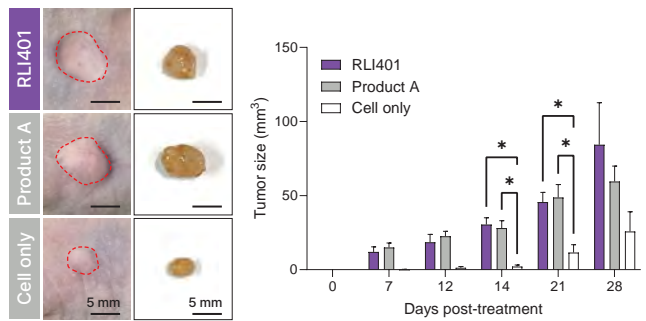 RLI401
Product A
Cell only
5 mm
5 mm
Tumor size (mm³)
150
100
50
0
RLI401
Product A
Cell only
*
*
*
*
0
7
12
14
21
28
Days post-treatment